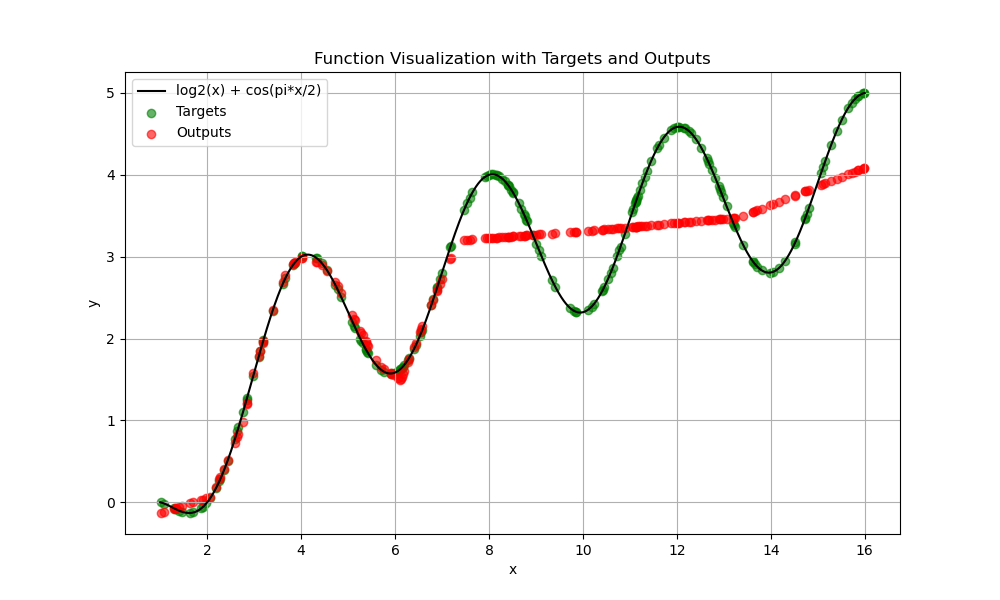 Function Visualization with Targets and Outputs
log2(x) + cos(pi*x/2)
Targets
Outputs
y
5
4
3
2
1
0
2 4 6 8 10 12 14 16
x